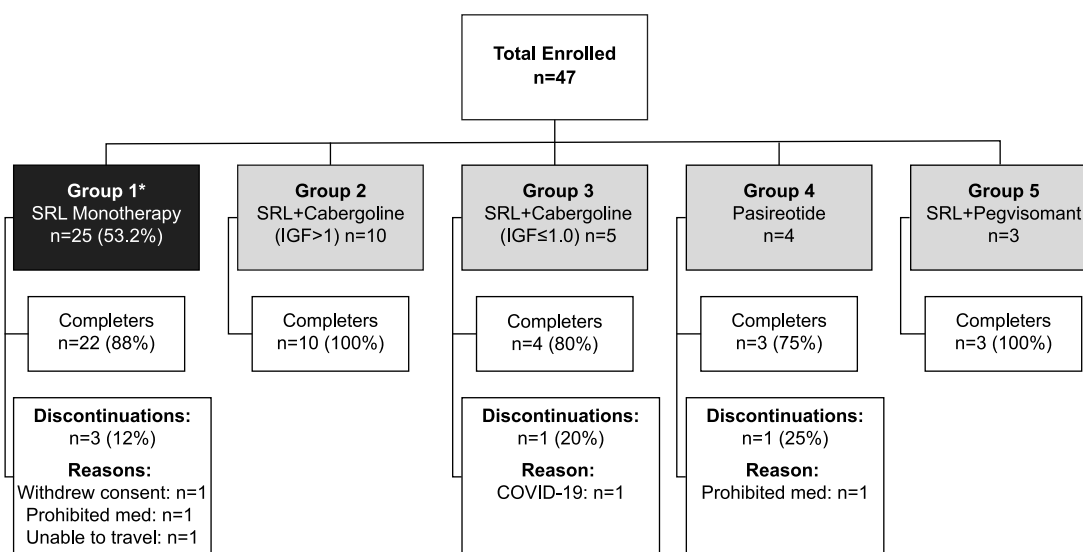 Total Enrolled
n=47
Group 1*
SRL Monotherapy
n=25 (53.2%)
Group 2
SRL+Cabergoline
(IGF>1) n=10
Group 3
SRL+Cabergoline
(IGF≤1.0) n=5
Group 4
Pasireotide
n=4
Group 5
SRL+Pegvisomant
n=3
Completers
n=22 (88%)
Completers
n=10 (100%)
Completers
n=4 (80%)
Completers
n=3 (75%)
Completers
n=3 (100%)
Discontinuations:
n=3 (12%)
Reasons:
Withdrew consent: n=1
Prohibited med: n=1
Unable to travel: n=1
Discontinuations:
n=1 (20%)
Reason:
COVID-19: n=1
Discontinuations:
n=1 (25%)
Reason:
Prohibited med: n=1